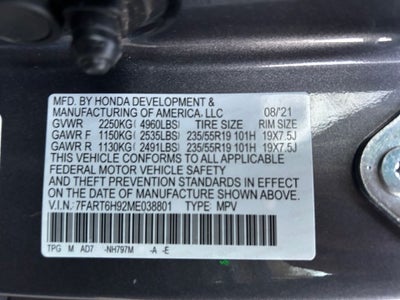 MFD. BY HONDA DEVELOPMENT &
MANUFACTURING OF AMERICA, LLC 08/'21
GVWR 2250KG(4960LBS) TIRE SIZE RIM SIZE
GAWR F 1150KG(2535LBS) 235/55R19 101H 19X7.5J
GAWR R 1130KG(2491LBS) 235/55R19 101H 19X7.5J
THIS VEHICLE CONFORMS TO ALL APPLICABLE
FEDERAL MOTOR VEHICLE SAFETY
AND THEFT PREVENTION STANDARDS IN EFFECT
ON THE DATE OF MANUFACTURE SHOWN ABOVE.
V.I.N.: 7FART6H92ME038801 TYPE: MPV
TPG M AD7 -NH797M -A -E